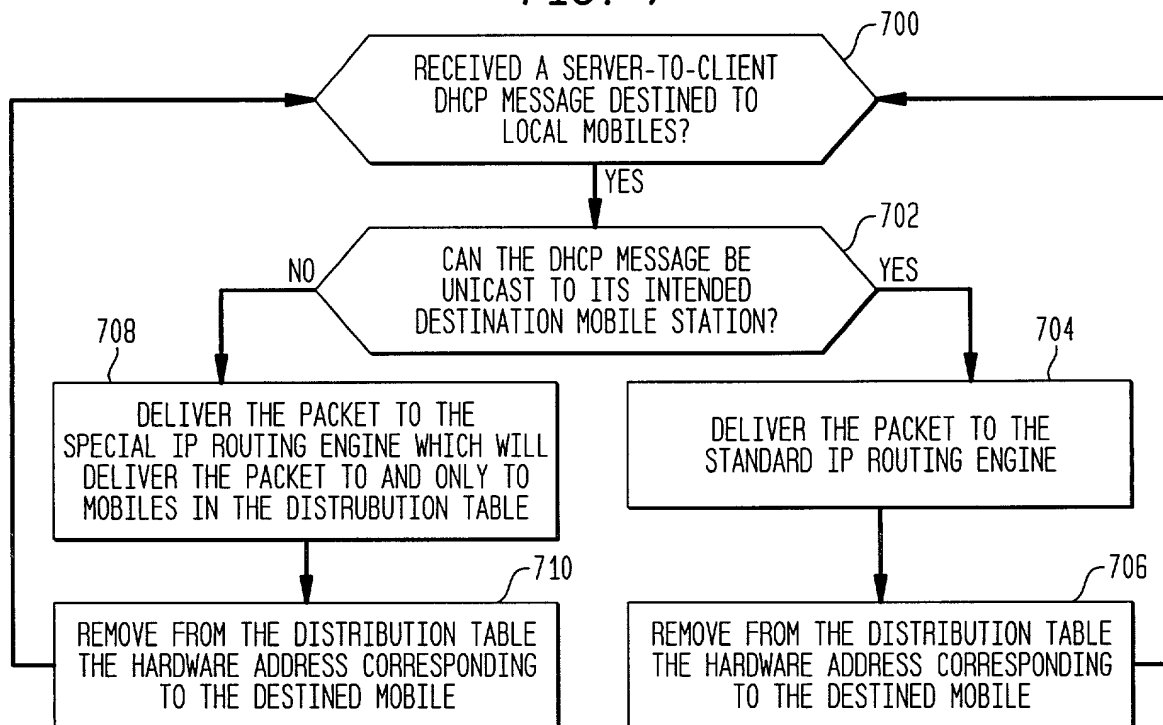 700
RECEIVED A SERVER-TO-CLIENT
DHCP MESSAGE DESTINED TO
LOCAL MOBILES?
YES
702
CAN THE DHCP MESSAGE BE
UNICAST TO ITS INTENDED
DESTINATION MOBILE STATION?
NO
YES
708
DELIVER THE PACKET TO THE
SPECIAL IP ROUTING ENGINE WHICH WILL
DELIVER THE PACKET TO AND ONLY TO
MOBILES IN THE DISTRUBUTION TABLE
704
DELIVER THE PACKET TO THE
STANDARD IP ROUTING ENGINE
710
REMOVE FROM THE DISTRIBUTION TABLE
THE HARDWARE ADDRESS CORRESPONDING
TO THE DESTINED MOBILE
706
REMOVE FROM THE DISTRIBUTION TABLE
THE HARDWARE ADDRESS CORRESPONDING
TO THE DESTINED MOBILE